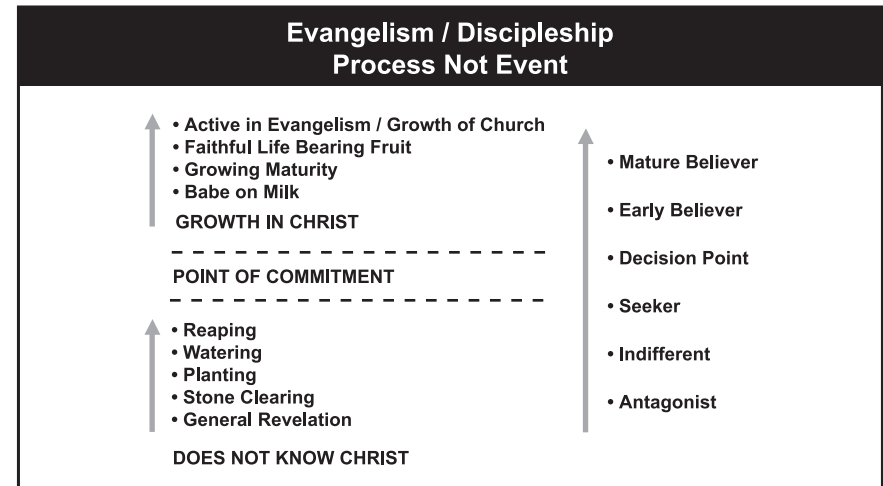 Evangelism / Discipleship
Process Not Event
• Active in Evangelism / Growth of Church
• Faithful Life Bearing Fruit
• Growing Maturity
• Babe on Milk
GROWTH IN CHRIST
POINT OF COMMITMENT
• Reaping
• Watering
• Planting
• Stone Clearing
• General Revelation
DOES NOT KNOW CHRIST
• Mature Believer
• Early Believer
• Decision Point
• Seeker
• Indifferent
• Antagonist